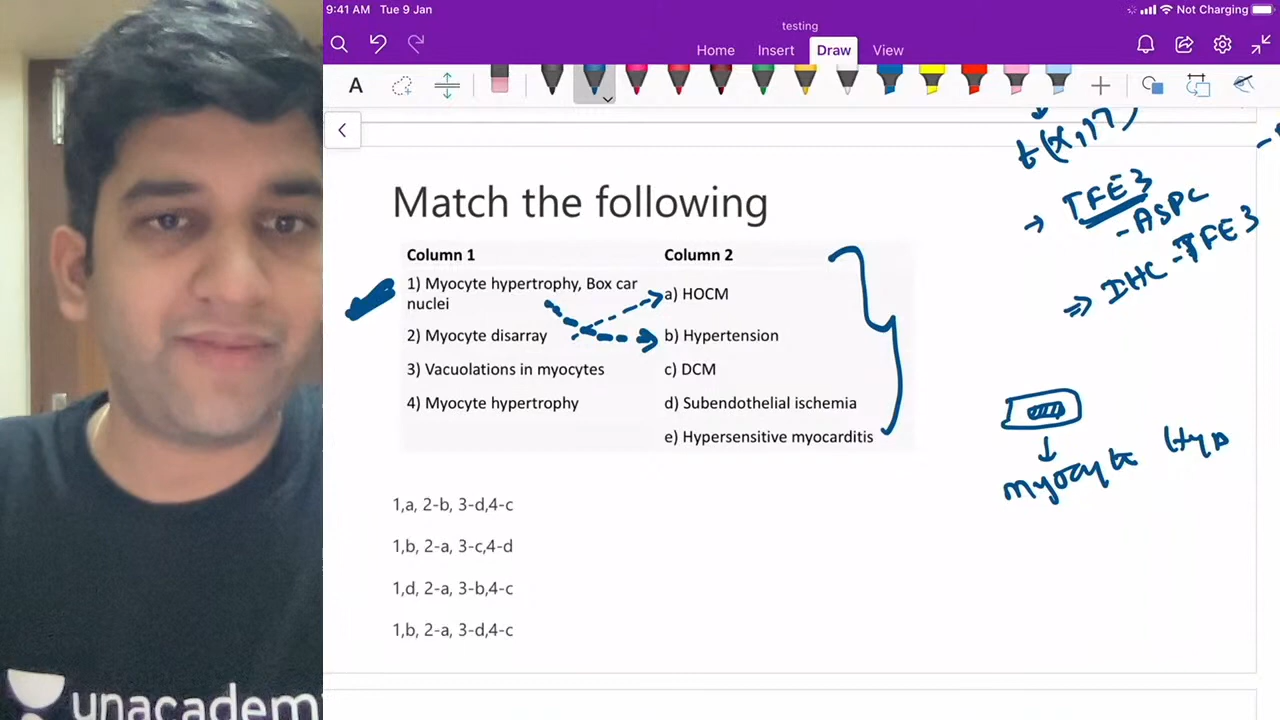 9:41 AM Tue 9 Jan
Not Charging
testing
Home Insert Draw View
A
t(x,17)
→ TFE3
-ASPL
-TFE3
⇒ IHC
Match the following
Column 1 Column 2
1) Myocyte hypertrophy, Box car
nuclei
a) HOCM
2) Myocyte disarray b) Hypertension
3) Vacuolations in myocytes c) DCM
4) Myocyte hypertrophy d) Subendothelial ischemia
e) Hypersensitive myocarditis
myocyte Hyp
1,a, 2-b, 3-d,4-c
1,b, 2-a, 3-c,4-d
1,d, 2-a, 3-b,4-c
1,b, 2-a, 3-d,4-c
unacadem